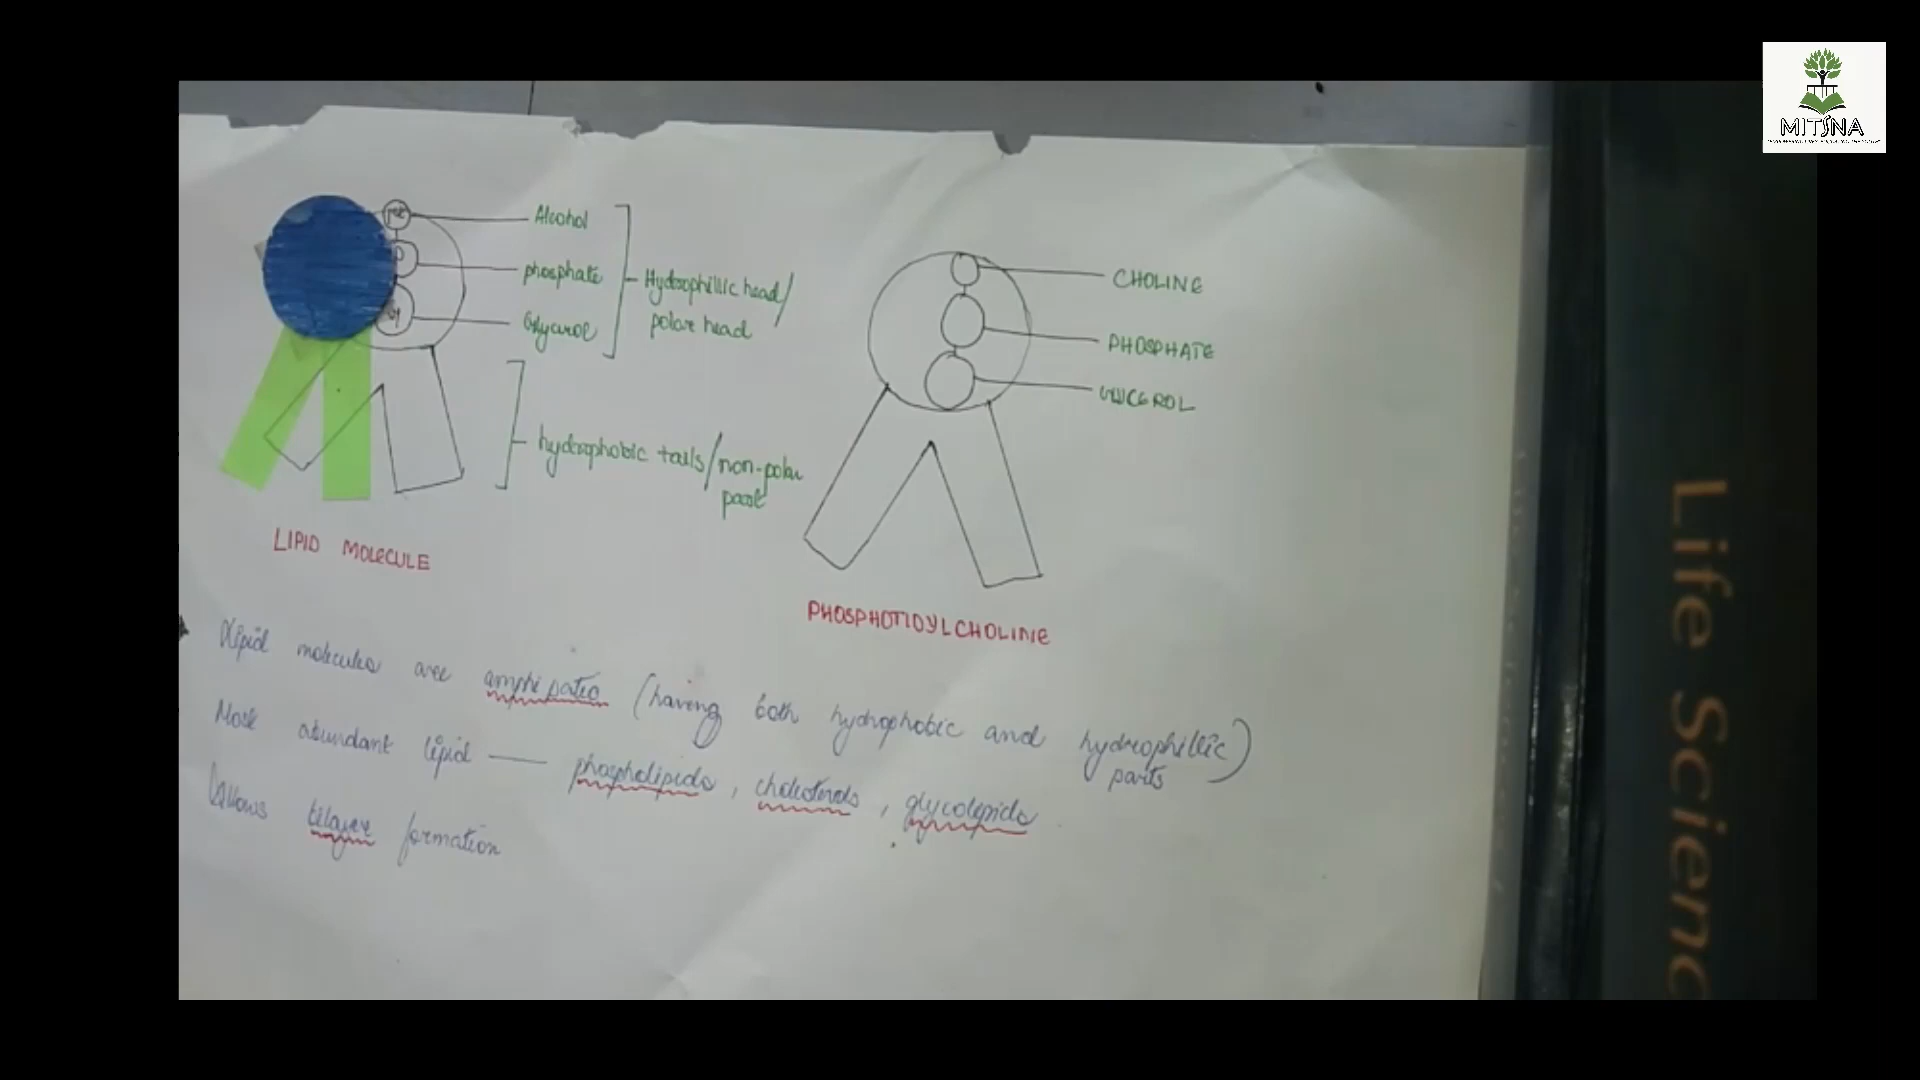 MITSNA
Alcohol
phosphate
Glycerol
Hydrophillic head/
polar head
hydrophobic tails/non-polar
part
LIPID MOLECULE
CHOLINE
PHOSPHATE
GLYCEROL
PHOSPHOTIDYLCHOLINE
Lipid molecules are amphipatic (having both hydrophobic and hydrophillic)
parts
Most abundant lipid — phospholipids, cholesterols, glycolipids
Allows bilayer formation
Life Scienc